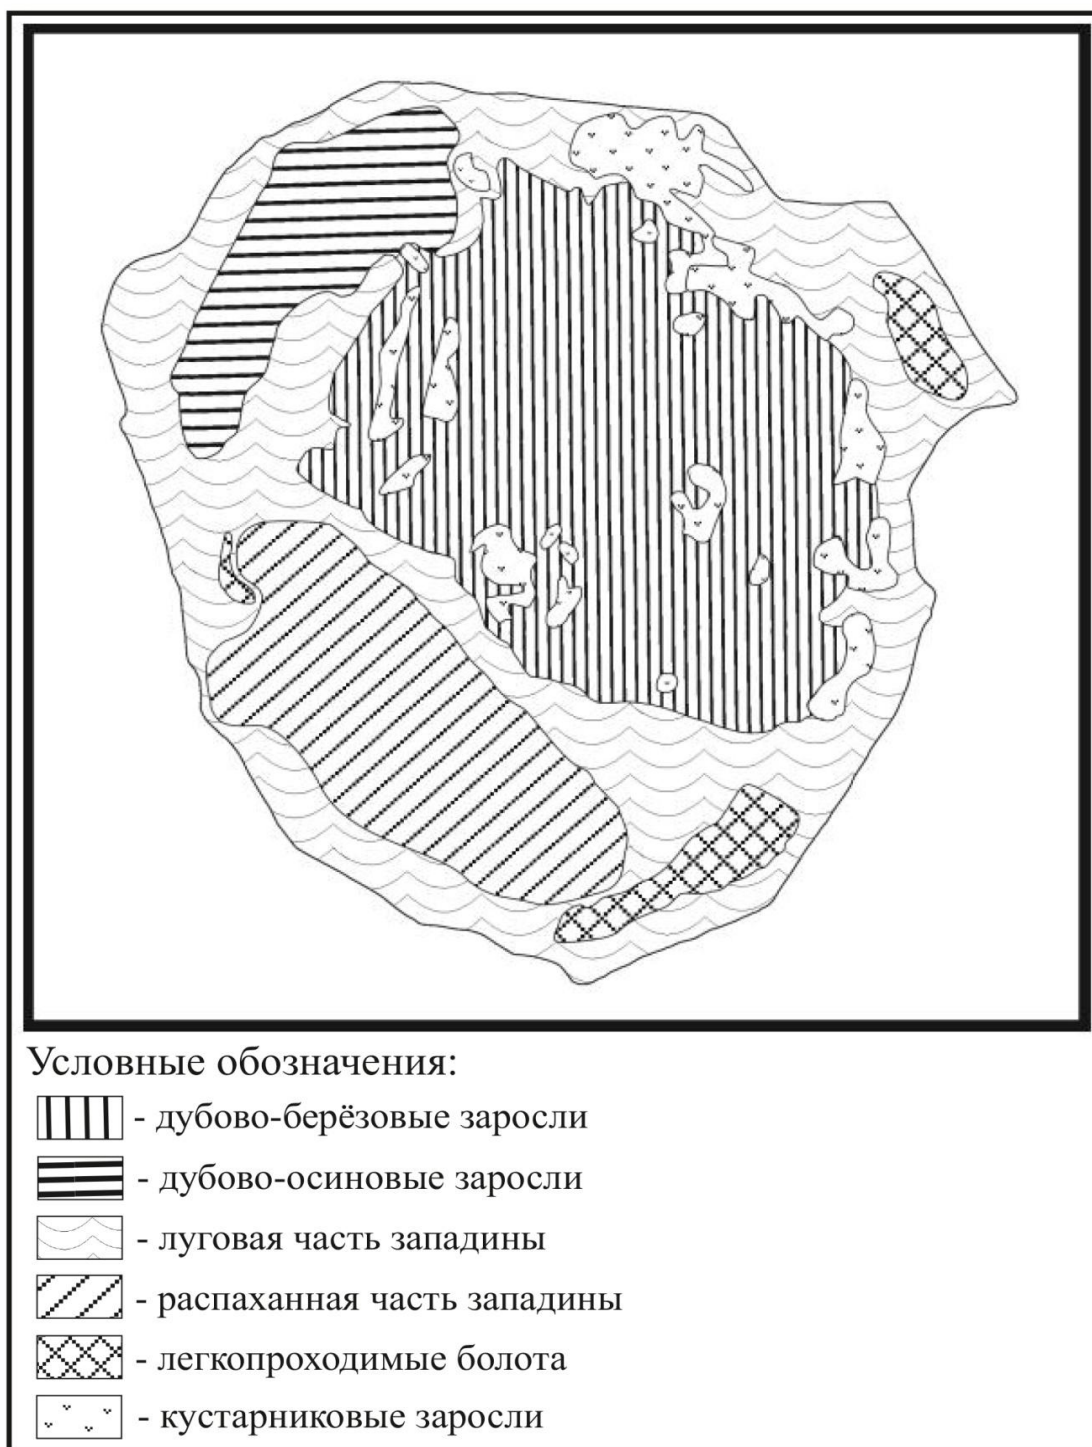 Условные обозначения:
- дубово-берёзовые заросли
- дубово-осиновые заросли
- луговая часть западины
- распаханная часть западины
- легкопроходимые болота
- кустарниковые заросли